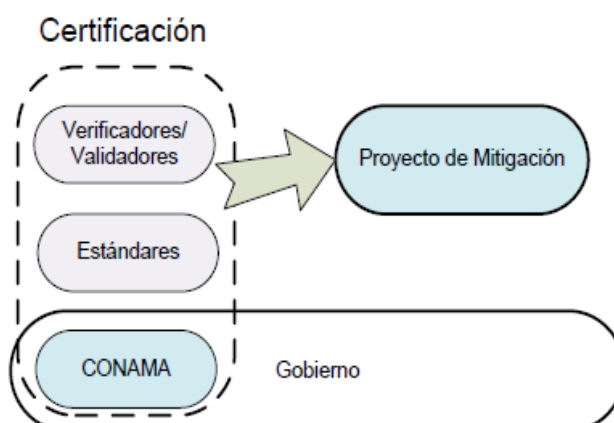 Certificación
Verificadores/
Validadores
Proyecto de Mitigación
Estándares
CONAMA
Gobierno